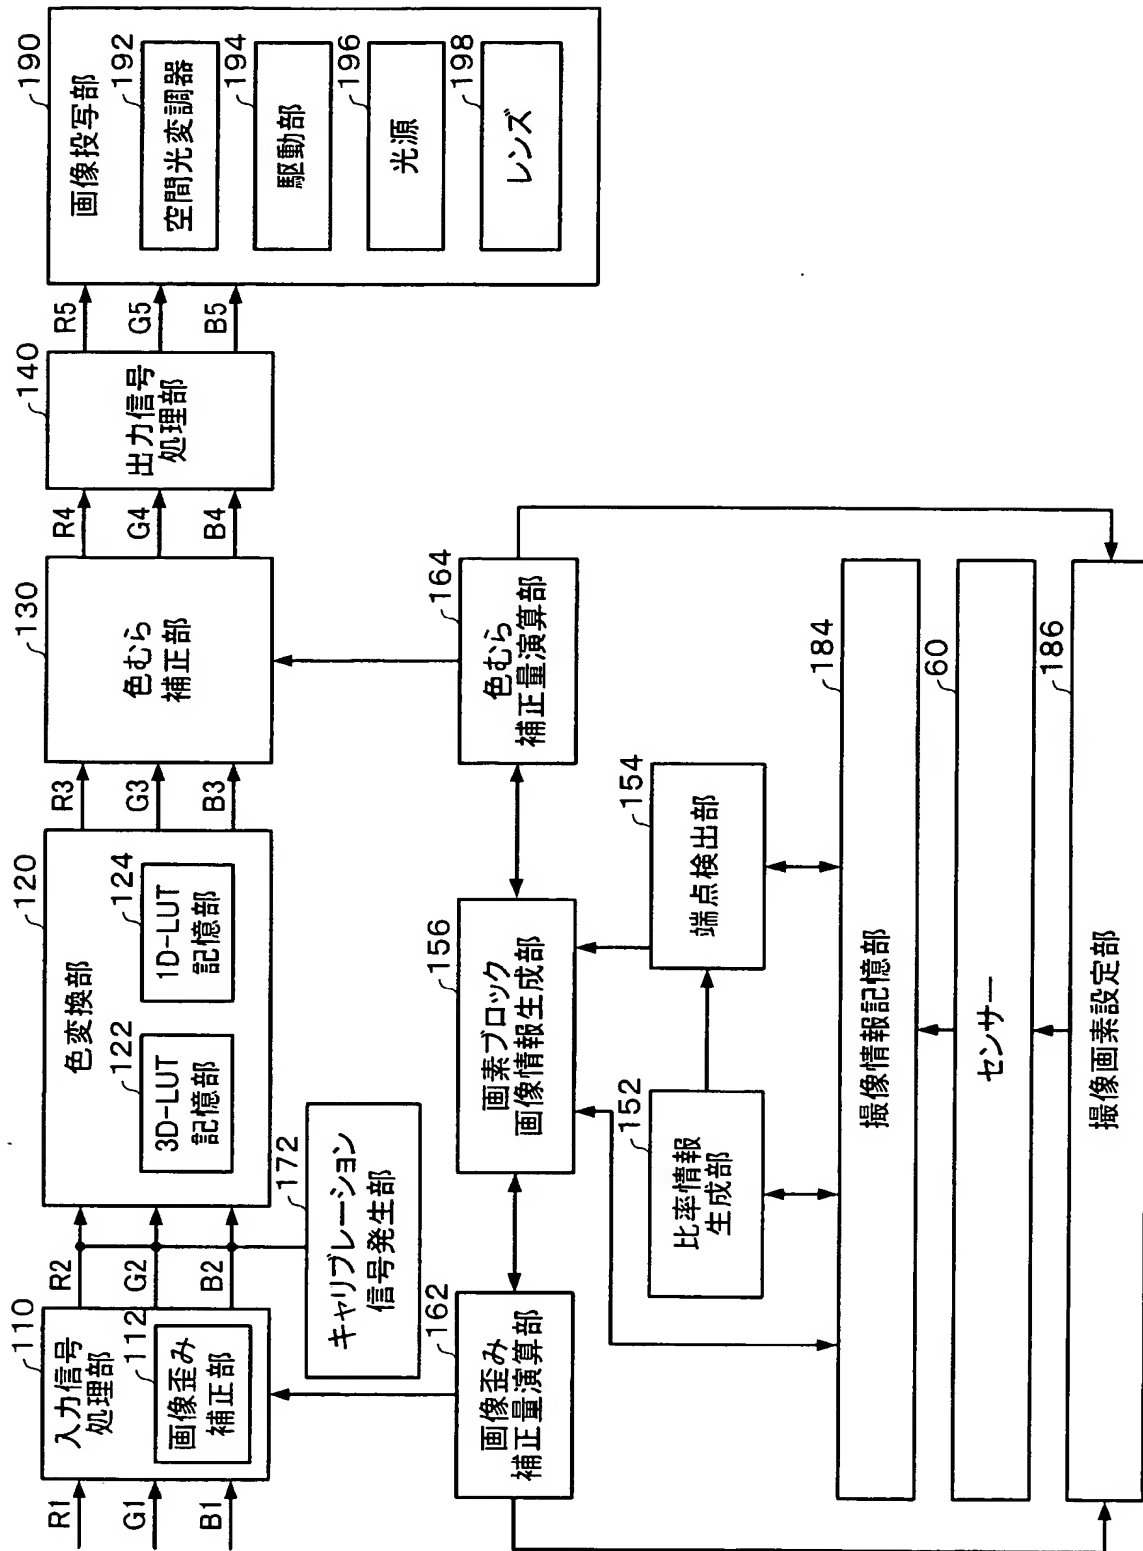 R1
G1
B1
110
入力信号
処理部
112
画像歪み
補正部
R2
G2
B2
120
色変換部
122
3D-LUT
記憶部
124
1D-LUT
記憶部
R3
G3
B3
130
色むら
補正部
R4
G4
B4
140
出力信号
処理部
R5
G5
B5
190
画像投写部
192
空間光変調器
194
駆動部
196
光源
198
レンズ
172
キャリブレーション
信号発生部
162
画像歪み
補正量演算部
156
画素ブロック
画像情報生成部
164
色むら
補正量演算部
152
比率情報
生成部
154
端点検出部
184
撮像情報記憶部
60
センサー
186
撮像画素設定部